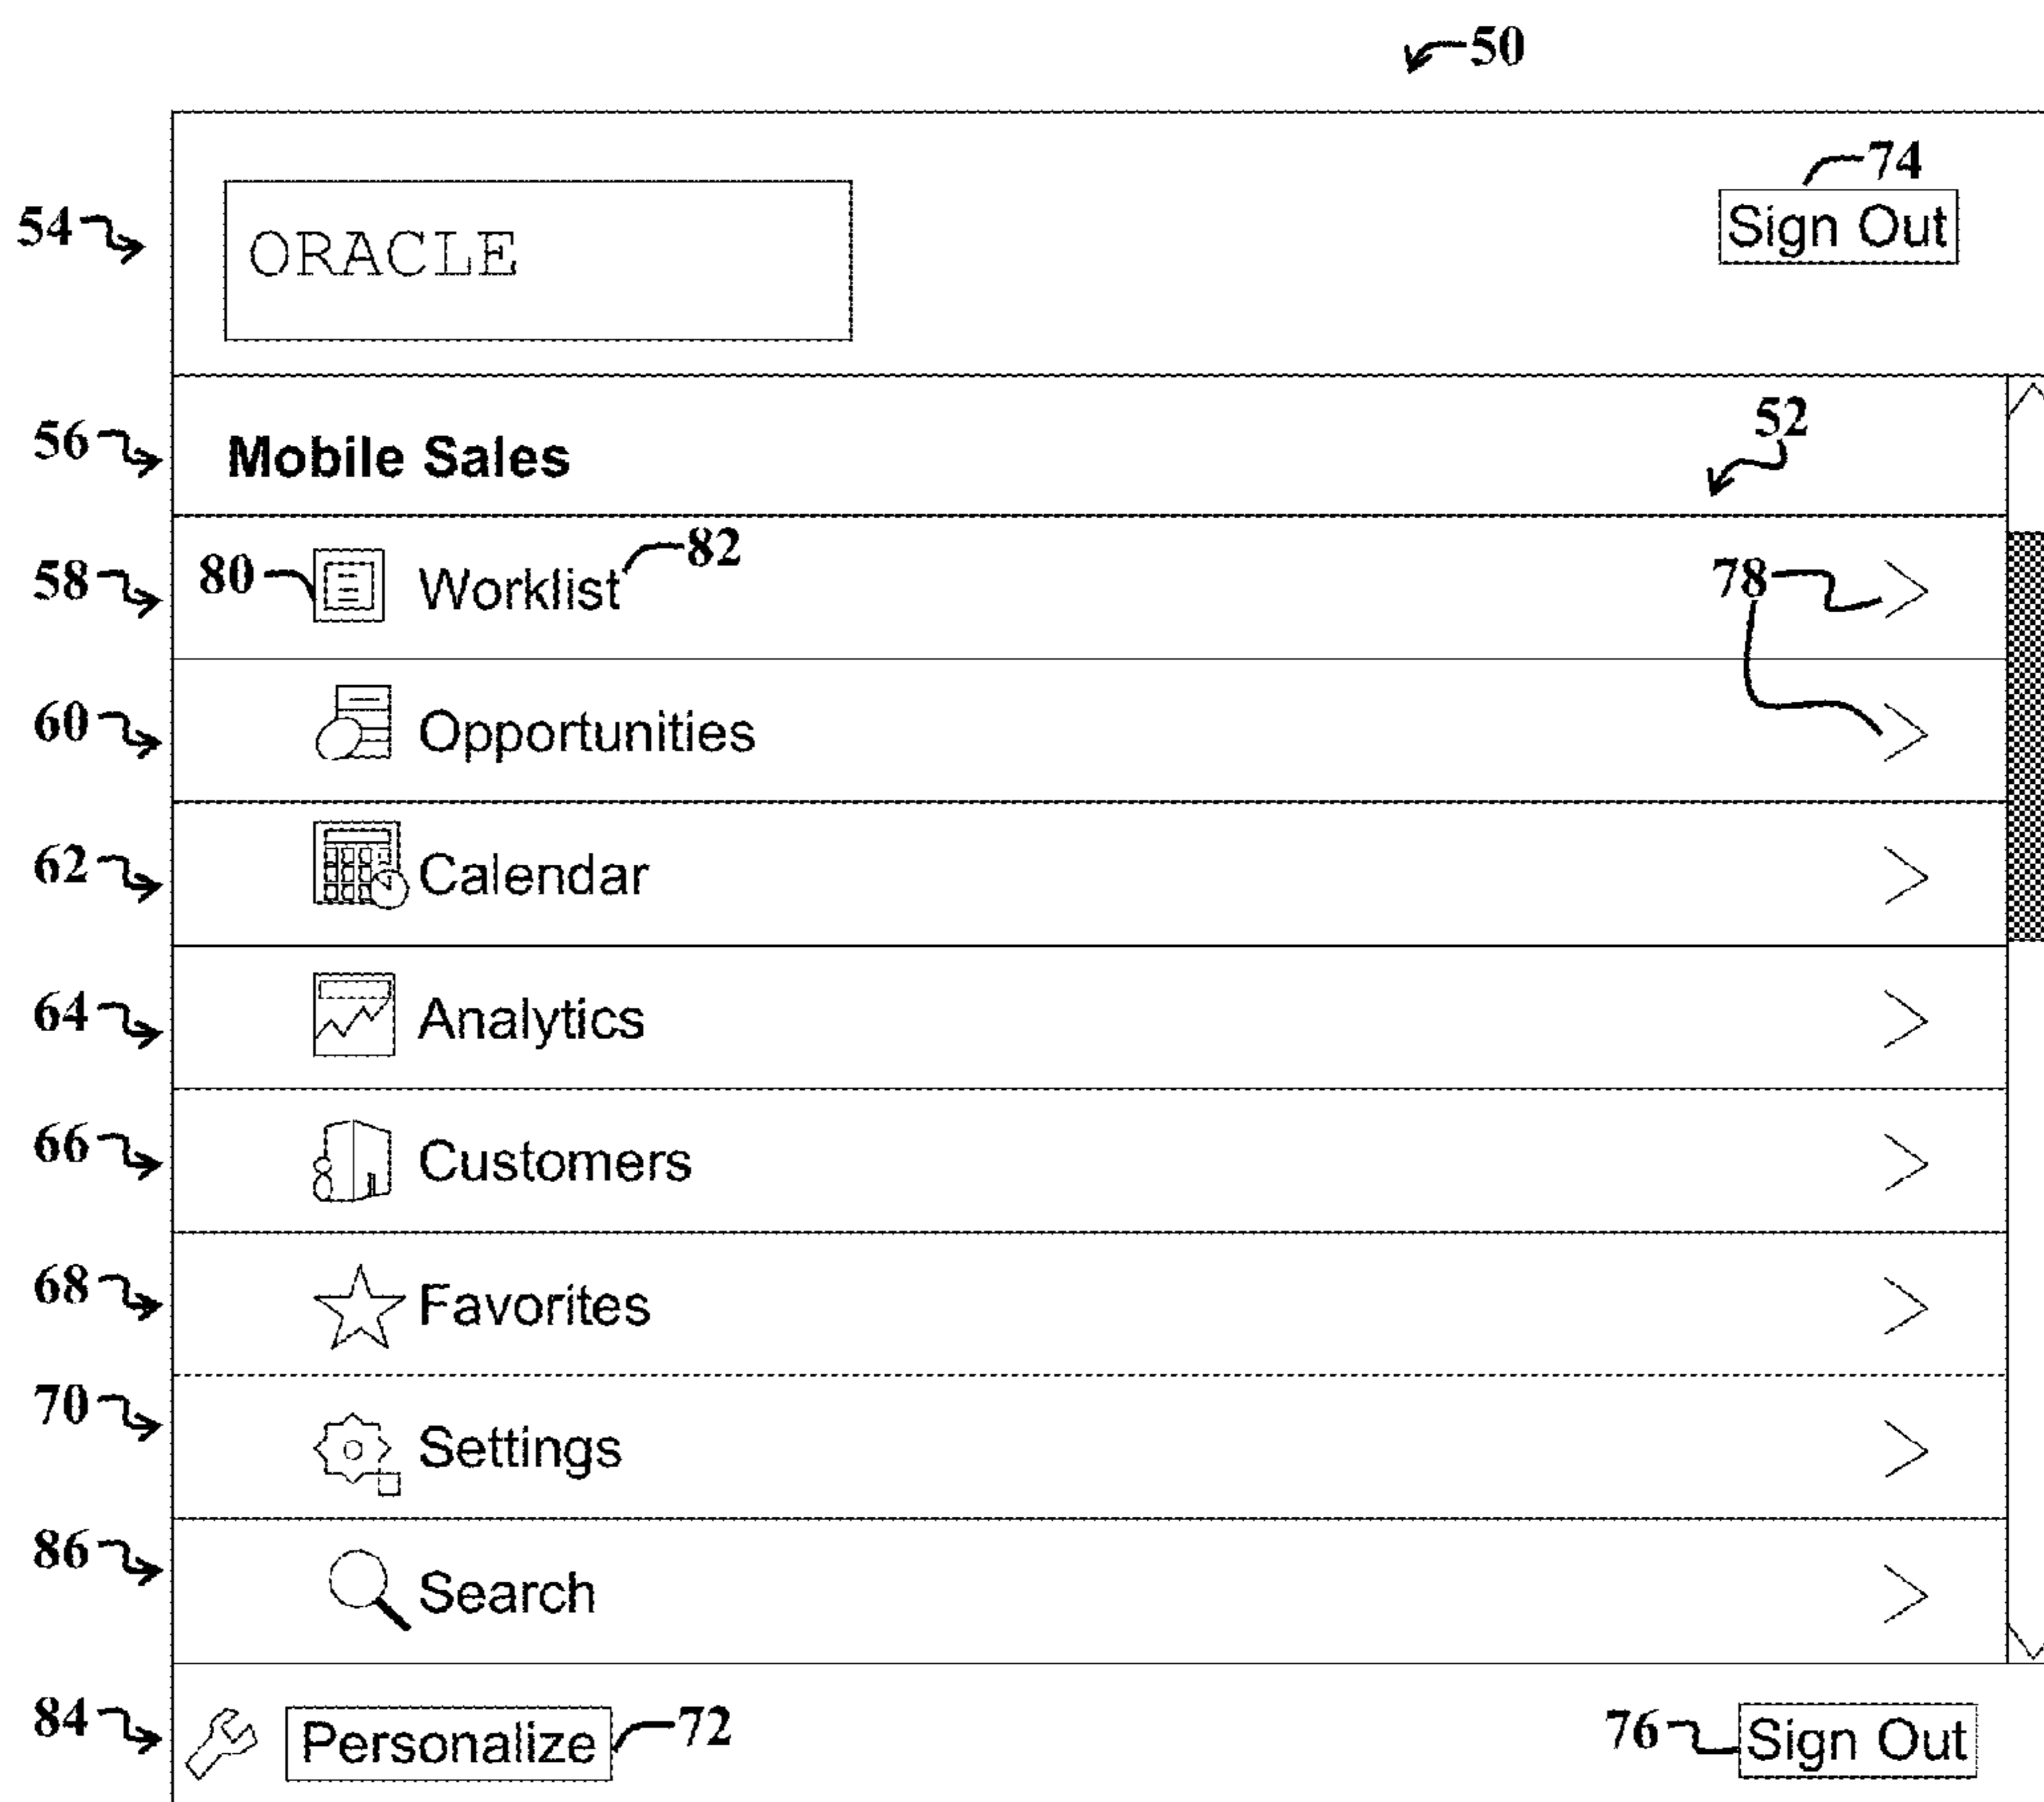 50
74
54 ORACLE Sign Out
56 Mobile Sales 52
58 80 Worklist 82 78
60 Opportunities
62 Calendar
64 Analytics
66 Customers
68 Favorites
70 Settings
86 Search
84 Personalize 72 76 Sign Out